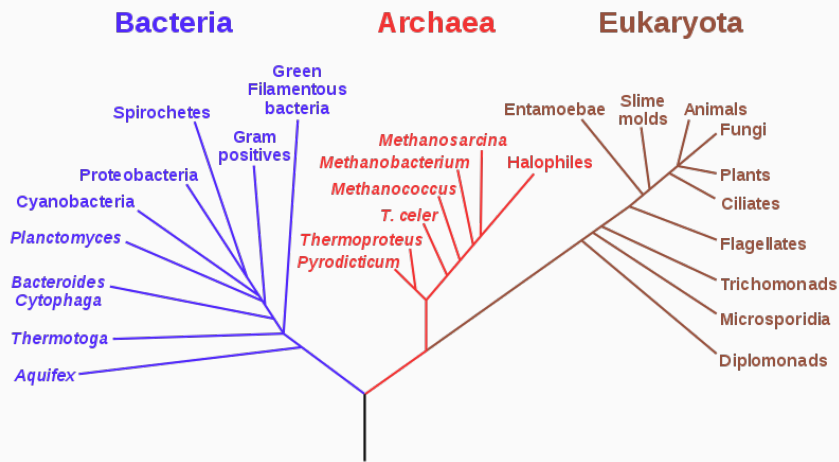 Bacteria
Archaea
Eukaryota
Green
Filamentous
bacteria
Spirochetes
Gram
positives
Proteobacteria
Cyanobacteria
Planctomyces
Bacteroides
Cytophaga
Thermotoga
Aquifex
Methanosarcina
Methanobacterium
Halophiles
Methanococcus
T. celer
Thermoproteus
Pyrodicticum
Entamoebae
Slime
molds
Animals
Fungi
Plants
Ciliates
Flagellates
Trichomonads
Microsporidia
Diplomonads